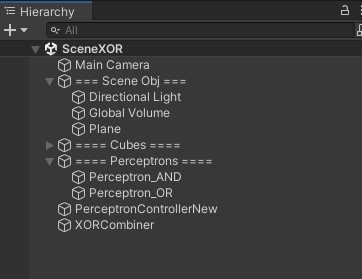 Hierarchy
All
SceneXOR
Main Camera
=== Scene Obj ===
Directional Light
Global Volume
Plane
==== Cubes ====
==== Perceptrons ====
Perceptron_AND
Perceptron_OR
PerceptronControllerNew
XORCombiner